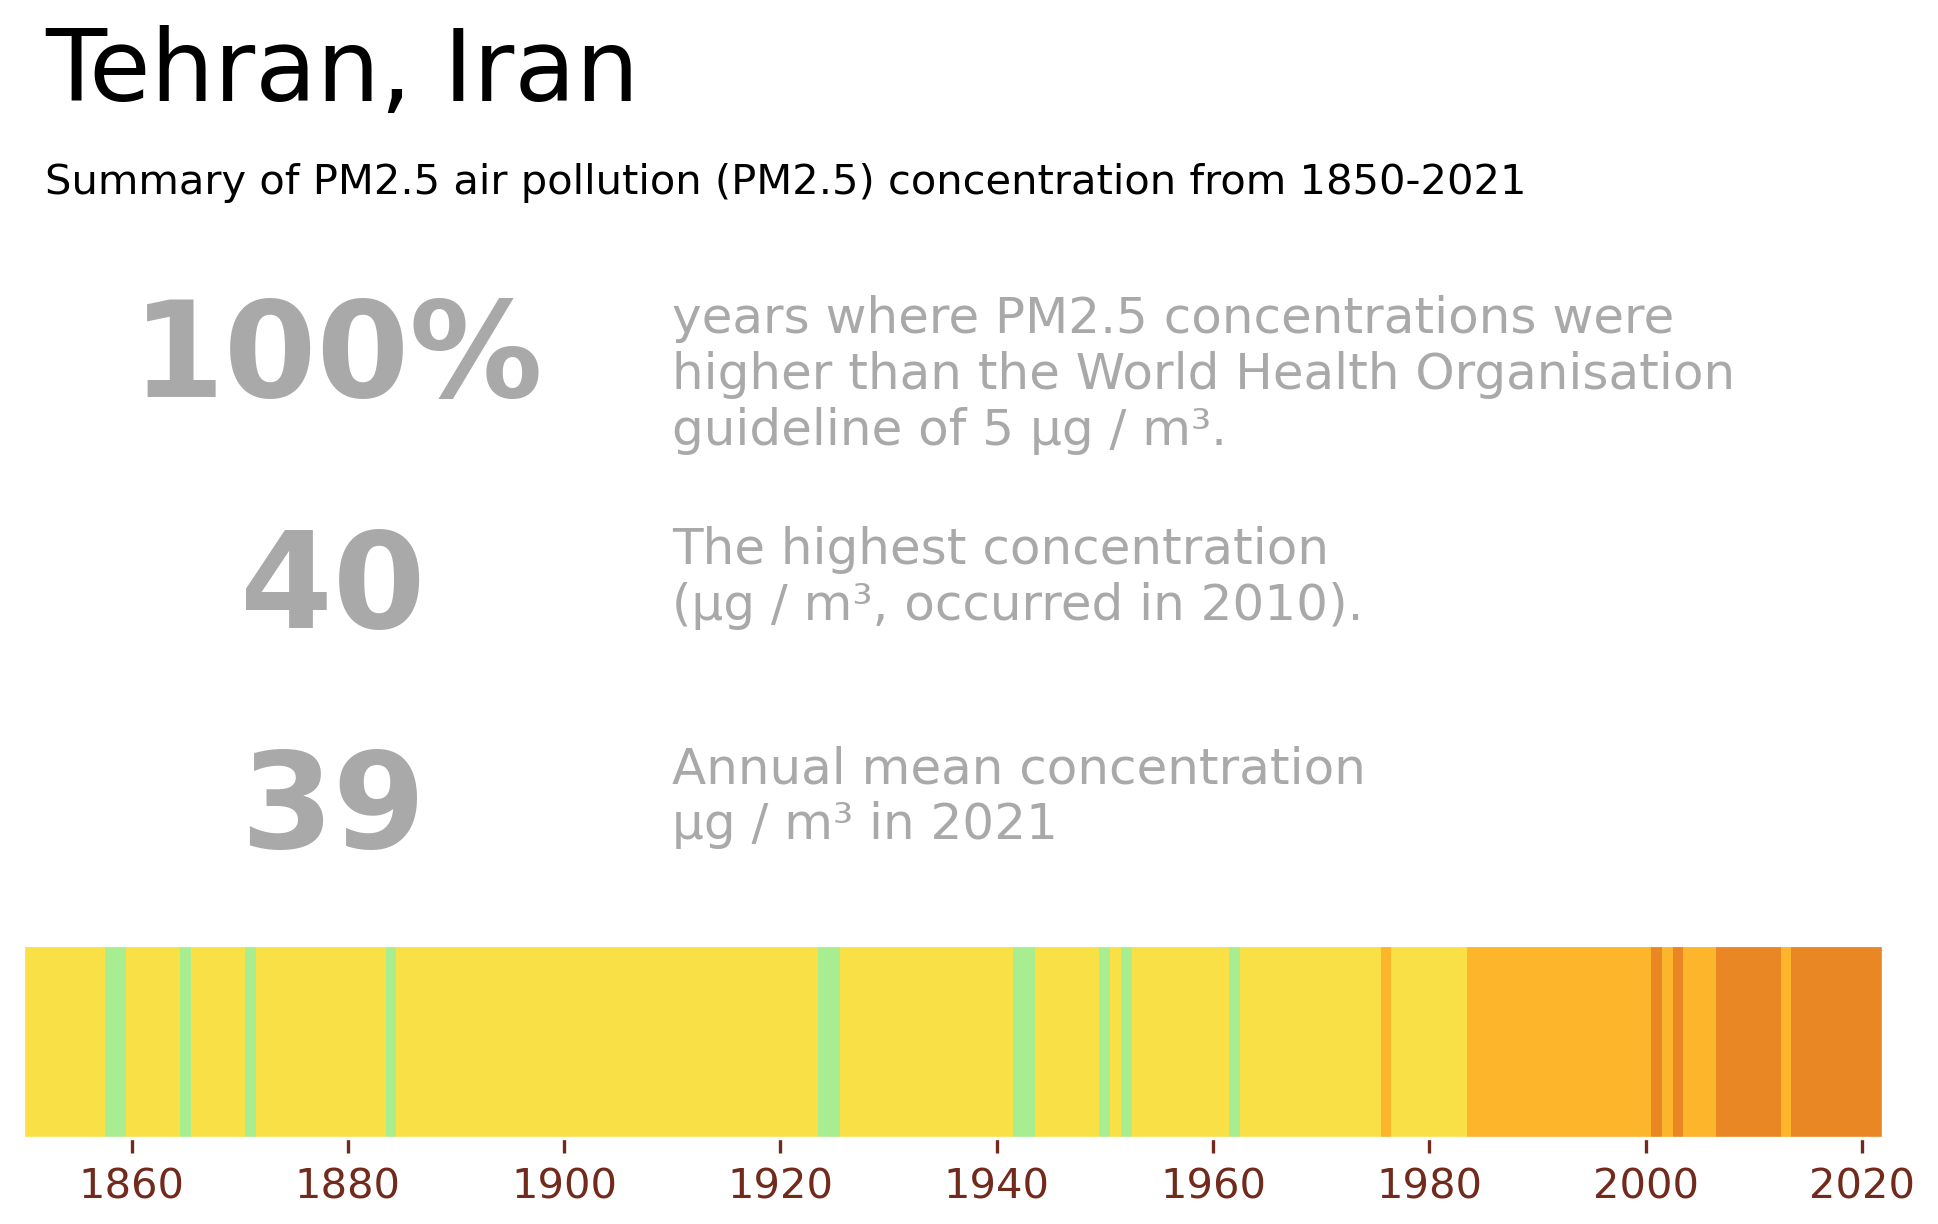 Tehran, Iran
Summary of PM2.5 air pollution (PM2.5) concentration from 1850-2021
100%
years where PM2.5 concentrations were
higher than the World Health Organisation
guideline of 5 µg / m³.
40
The highest concentration
(µg / m³, occurred in 2010).
39
Annual mean concentration
µg / m³ in 2021
1860 1880 1900 1920 1940 1960 1980 2000 2020